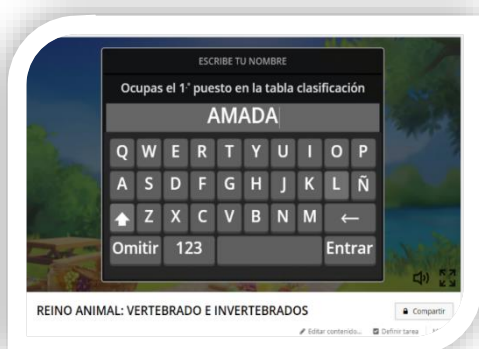 ESCRIBE TU NOMBRE
Ocupas el 1.º puesto en la tabla clasificación
AMADA
Q W E R T Y U I O P
A S D F G H J K L Ñ
Z X C V B N M ←
Omitir 123 Entrar
REINO ANIMAL: VERTEBRADO E INVERTEBRADOS
Compartir
Editar contenido... Definir tarea